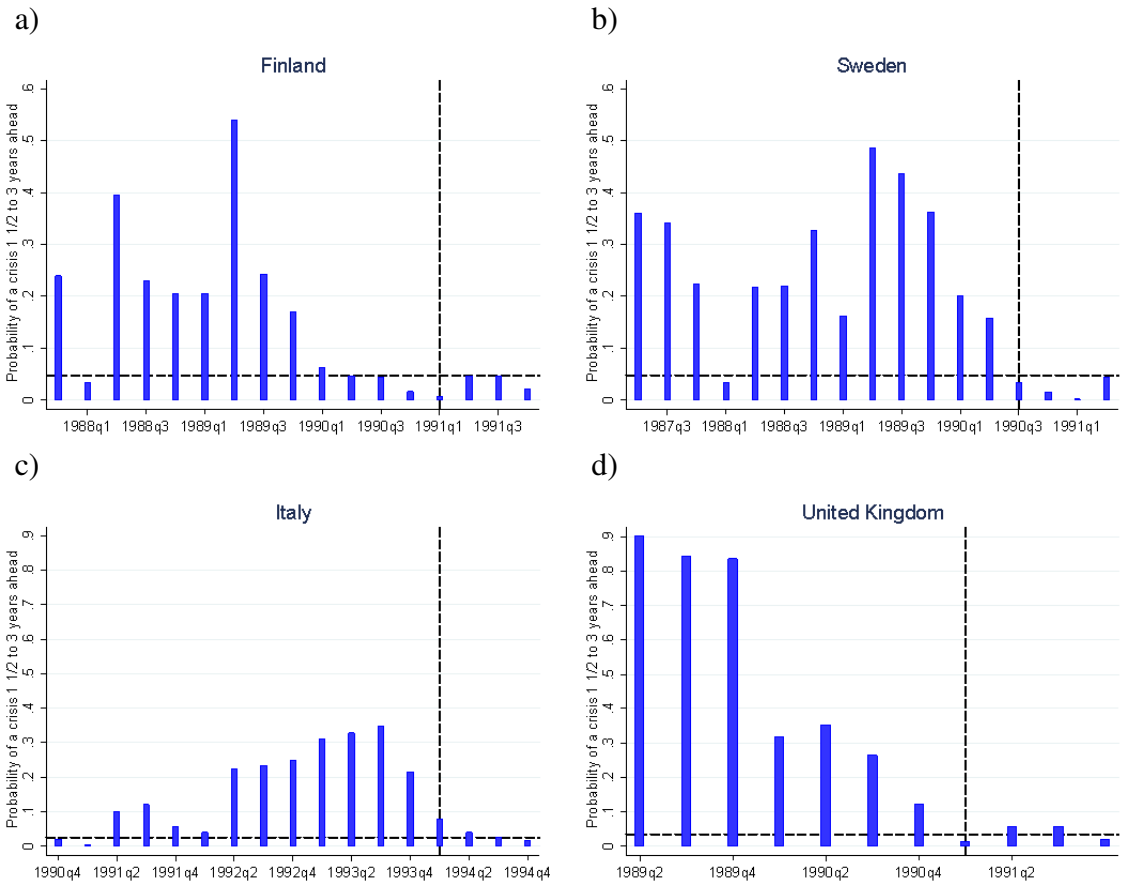 a)
Finland
Probability of a crisis 1 1/2 to 3 years ahead
.6
.5
.4
.3
.2
.1
0
1988q1 1988q3 1989q1 1989q3 1990q1 1990q3 1991q1 1991q3
b)
Sweden
Probability of a crisis 1 1/2 to 3 years ahead
.6
.5
.4
.3
.2
.1
0
1987q3 1988q1 1988q3 1989q1 1989q3 1990q1 1990q3 1991q1
c)
Italy
Probability of a crisis 1 1/2 to 3 years ahead
.9
.8
.7
.6
.5
.4
.3
.2
.1
0
1990q4 1991q2 1991q4 1992q2 1992q4 1993q2 1993q4 1994q2 1994q4
d)
United Kingdom
Probability of a crisis 1 1/2 to 3 years ahead
.9
.8
.7
.6
.5
.4
.3
.2
.1
0
1989q2 1989q4 1990q2 1990q4 1991q2